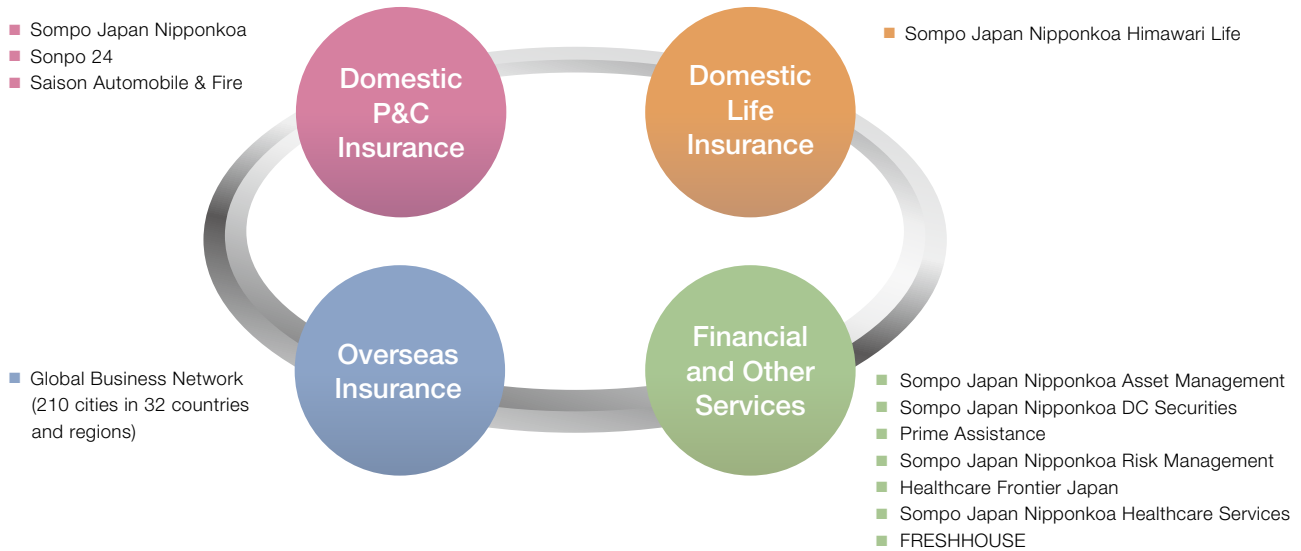 Sompo Japan Nipponkoa
Sonpo 24
Saison Automobile & Fire
Domestic
P&C
Insurance
Domestic
Life
Insurance
Sompo Japan Nipponkoa Himawari Life
Global Business Network
(210 cities in 32 countries
and regions)
Overseas
Insurance
Financial
and Other
Services
Sompo Japan Nipponkoa Asset Management
Sompo Japan Nipponkoa DC Securities
Prime Assistance
Sompo Japan Nipponkoa Risk Management
Healthcare Frontier Japan
Sompo Japan Nipponkoa Healthcare Services
FRESHHOUSE